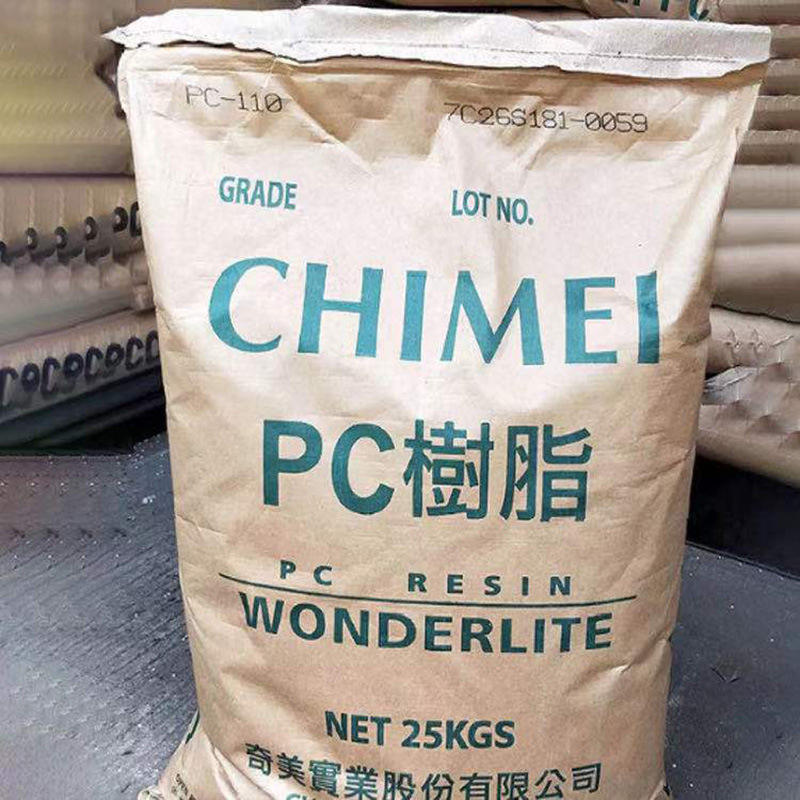 PC-110 7C26S181-0059
GRADE LOT NO.
CHIMEI
PC樹脂
PC RESIN
WONDERLITE
NET 25KGS
奇美實業股份有限公司